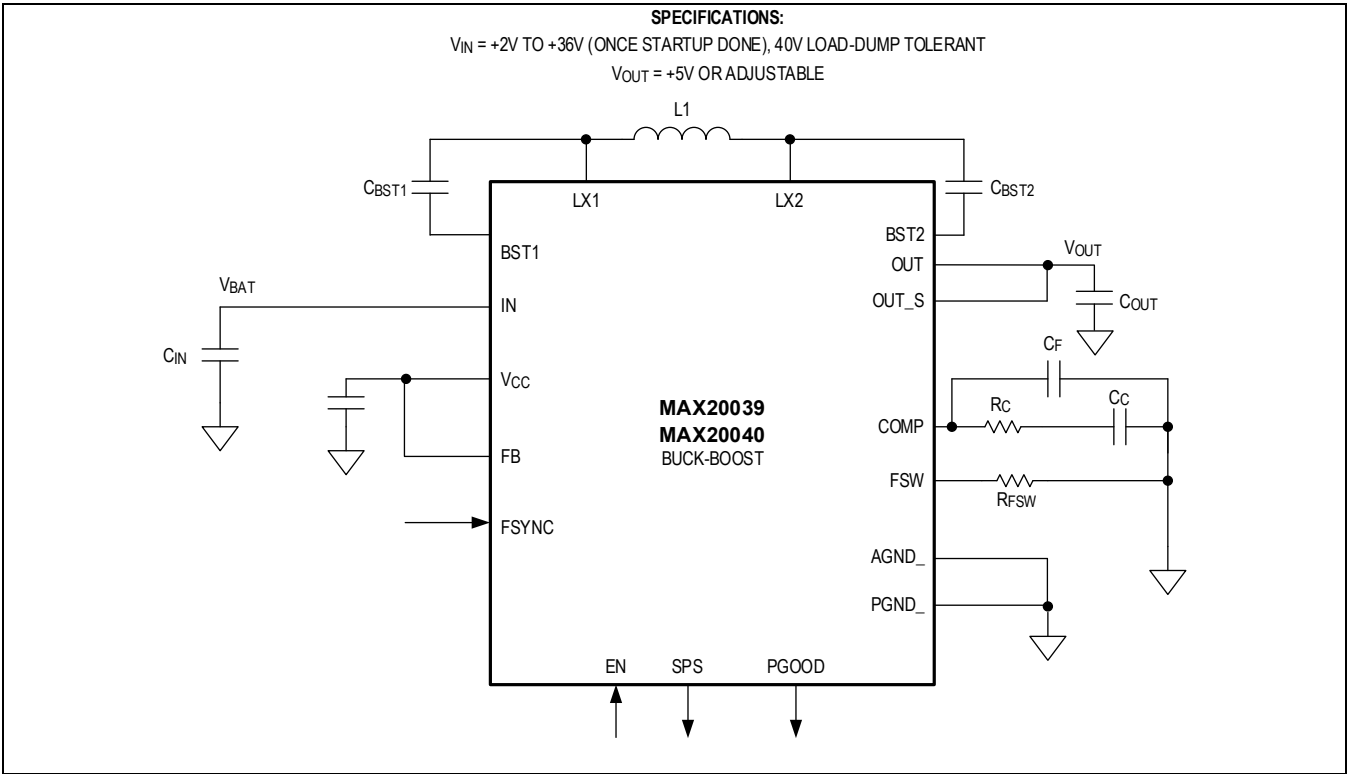 SPECIFICATIONS:
VIN = +2V TO +36V (ONCE STARTUP DONE), 40V LOAD-DUMP TOLERANT
VOUT = +5V OR ADJUSTABLE
L1
CBST1
LX1
LX2
CBST2
BST1
BST2
OUT
VOUT
VBAT
IN
OUT_S
COUT
CIN
CF
VCC
MAX20039
MAX20040
BUCK-BOOST
COMP
RC
CC
FB
FSW
RFSW
FSYNC
AGND_
PGND_
EN
SPS
PGOOD